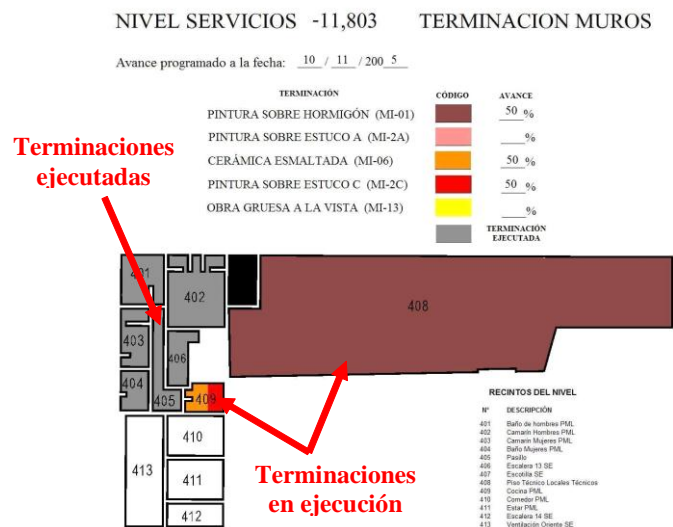 NIVEL SERVICIOS -11,803 TERMINACION MUROS
Avance programado a la fecha: 10 / 11 / 200 5
TERMINACIÓN CÓDIGO AVANCE
PINTURA SOBRE HORMIGÓN (MI-01) 50 %
PINTURA SOBRE ESTUCO A (MI-2A) %
CERÁMICA ESMALTADA (MI-06) 50 %
PINTURA SOBRE ESTUCO C (MI-2C) 50 %
OBRA GRUESA A LA VISTA (MI-13) %
TERMINACIÓN
EJECUTADA
Terminaciones
ejecutadas
401
402
408
403
406
404
405
409
410
413
411
412
Terminaciones
en ejecución
RECINTOS DEL NIVEL
Nº DESCRIPCIÓN
401 Baño de hombres PML
402 Camarín Hombres PML
403 Camarín Mujeres PML
404 Baño Mujeres PML
405 Pasillo
406 Escalera 13 SE
407 Escotilla SE
408 Piso Técnico Locales Técnicos
409 Cocina PML
410 Comedor PML
411 Estar PML
412 Escalera 14 SE
413 Ventilación Oriente SE